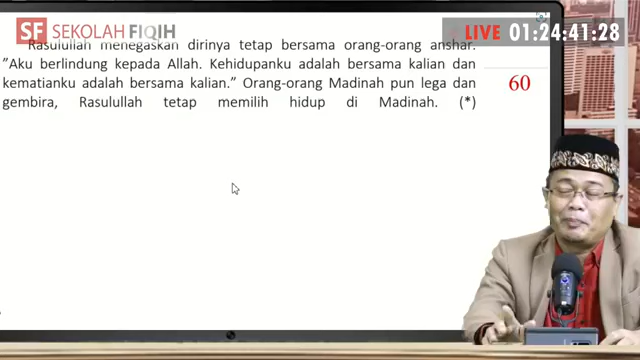 SF SEKOLAH FIQIH
LIVE 01:24:41:28
Rasulullah menegaskan dirinya tetap bersama orang-orang anshar.
"Aku berlindung kepada Allah. Kehidupanku adalah bersama kalian dan
kematianku adalah bersama kalian." Orang-orang Madinah pun lega dan
gembira, Rasulullah tetap memilih hidup di Madinah. (*)
60